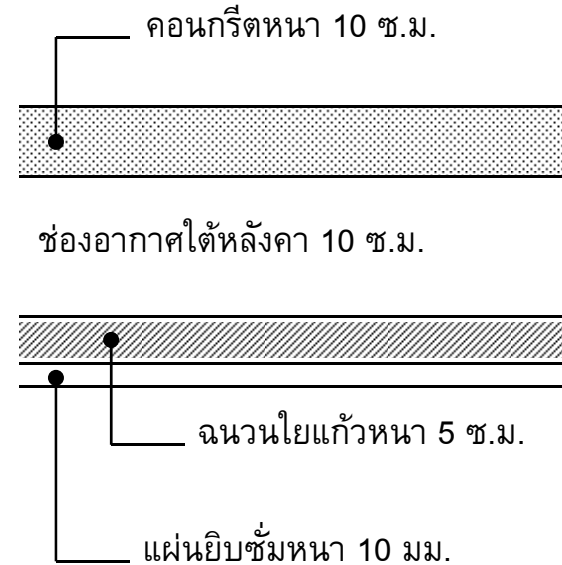 คอนกรีตหนา 10 ซ.ม.
ช่องอากาศใต้หลังคา 10 ซ.ม.
ฉนวนใยแก้วหนา 5 ซ.ม.
แผ่นยิบซั่มหนา 10 มม.